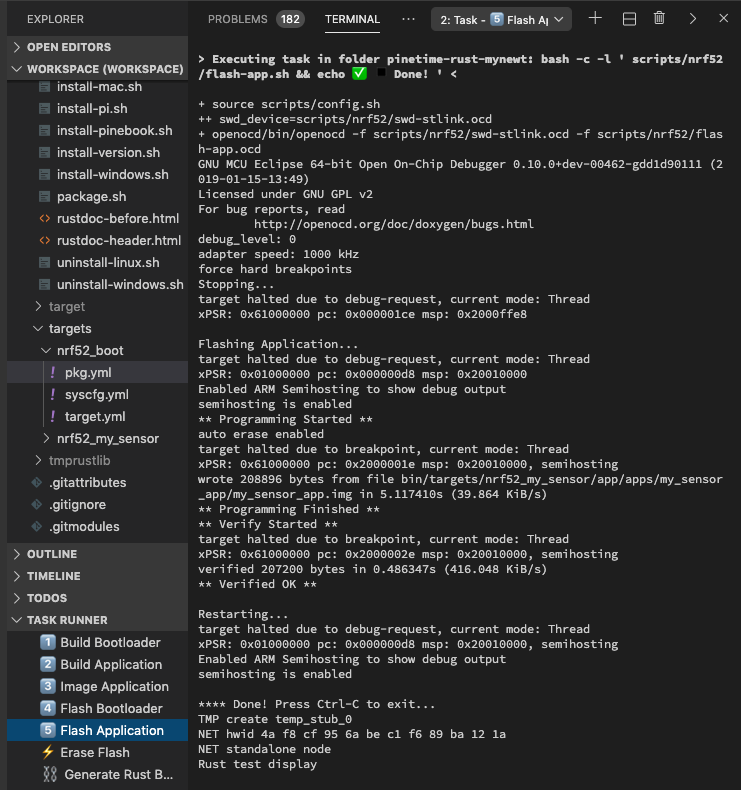 EXPLORER
OPEN EDITORS
WORKSPACE (WORKSPACE)
install-mac.sh
install-pi.sh
install-pinebook.sh
install-version.sh
install-windows.sh
package.sh
rustdoc-before.html
rustdoc-header.html
uninstall-linux.sh
uninstall-windows.sh
target
targets
nrf52_boot
! pkg.yml
! syscfg.yml
! target.yml
nrf52_my_sensor
tmprustlib
.gitattributes
.gitignore
.gitmodules
OUTLINE
TIMELINE
TODOS
TASK RUNNER
1 Build Bootloader
2 Build Application
3 Image Application
4 Flash Bootloader
5 Flash Application
⚡ Erase Flash
⛓ Generate Rust B...
PROBLEMS 182 TERMINAL ··· 2: Task - 5 Flash A
> Executing task in folder pinetime-rust-mynewt: bash -c -l ' scripts/nrf52
/flash-app.sh && echo ✅ ◾ Done! ' <
+ source scripts/config.sh
++ swd_device=scripts/nrf52/swd-stlink.ocd
+ openocd/bin/openocd -f scripts/nrf52/swd-stlink.ocd -f scripts/nrf52/flas
h-app.ocd
GNU MCU Eclipse 64-bit Open On-Chip Debugger 0.10.0+dev-00462-gdd1d90111 (2
019-01-15-13:49)
Licensed under GNU GPL v2
For bug reports, read
http://openocd.org/doc/doxygen/bugs.html
debug_level: 0
adapter speed: 1000 kHz
force hard breakpoints
Stopping...
target halted due to debug-request, current mode: Thread
xPSR: 0x61000000 pc: 0x000001ce msp: 0x2000ffe8
Flashing Application...
target halted due to debug-request, current mode: Thread
xPSR: 0x01000000 pc: 0x000000d8 msp: 0x20010000
Enabled ARM Semihosting to show debug output
semihosting is enabled
** Programming Started **
auto erase enabled
target halted due to breakpoint, current mode: Thread
xPSR: 0x61000000 pc: 0x2000001e msp: 0x20010000, semihosting
wrote 208896 bytes from file bin/targets/nrf52_my_sensor/app/apps/my_sensor
_app/my_sensor_app.img in 5.117410s (39.864 KiB/s)
** Programming Finished **
** Verify Started **
target halted due to breakpoint, current mode: Thread
xPSR: 0x61000000 pc: 0x2000002e msp: 0x20010000, semihosting
verified 207200 bytes in 0.486347s (416.048 KiB/s)
** Verified OK **
Restarting...
target halted due to debug-request, current mode: Thread
xPSR: 0x01000000 pc: 0x000000d8 msp: 0x20010000, semihosting
Enabled ARM Semihosting to show debug output
semihosting is enabled
**** Done! Press Ctrl-C to exit...
TMP create temp_stub_0
NET hwid 4a f8 cf 95 6a be c1 f6 89 ba 12 1a
NET standalone node
Rust test display